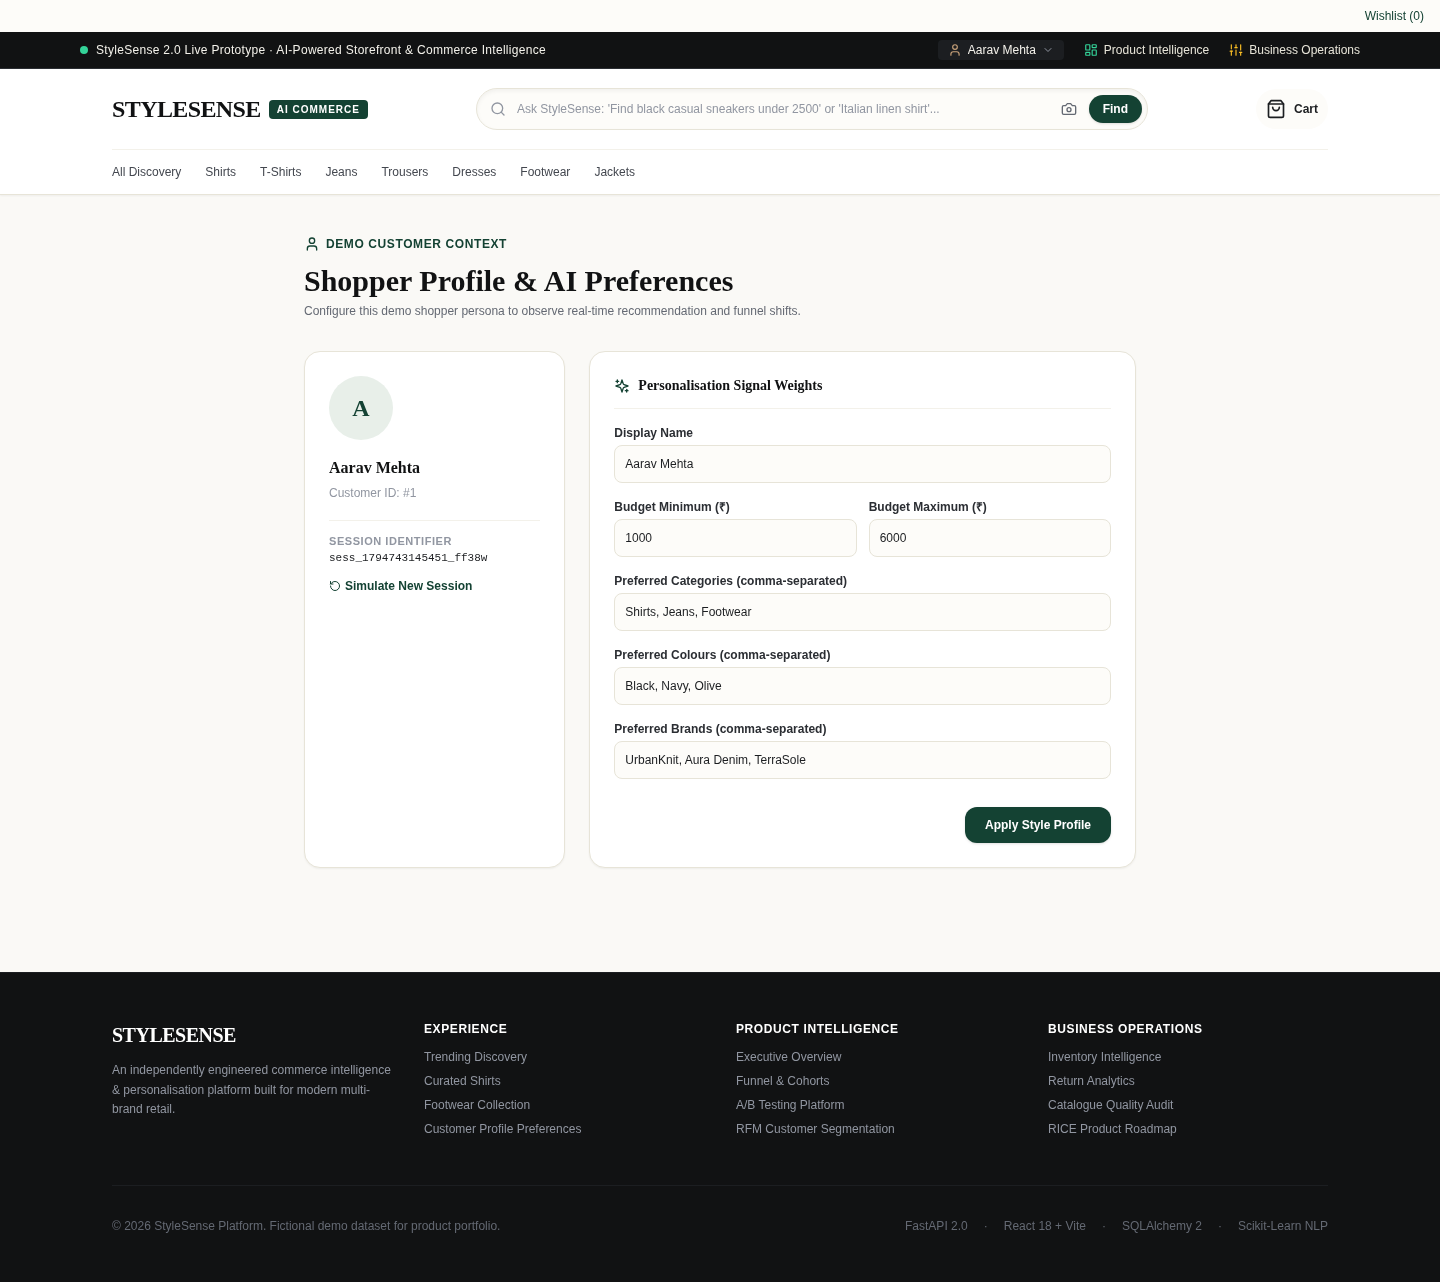 Wishlist (0)
StyleSense 2.0 Live Prototype · AI-Powered Storefront & Commerce Intelligence
Aarav Mehta
Product Intelligence
Business Operations
STYLESENSE
AI COMMERCE
Ask StyleSense: 'Find black casual sneakers under 2500' or 'Italian linen shirt'...
Find
Cart
All Discovery
Shirts
T-Shirts
Jeans
Trousers
Dresses
Footwear
Jackets
DEMO CUSTOMER CONTEXT
Shopper Profile & AI Preferences
Configure this demo shopper persona to observe real-time recommendation and funnel shifts.
A
Aarav Mehta
Customer ID: #1
SESSION IDENTIFIER
sess_1794743145451_ff38w
Simulate New Session
Personalisation Signal Weights
Display Name
Aarav Mehta
Budget Minimum (₹)
1000
Budget Maximum (₹)
6000
Preferred Categories (comma-separated)
Shirts, Jeans, Footwear
Preferred Colours (comma-separated)
Black, Navy, Olive
Preferred Brands (comma-separated)
UrbanKnit, Aura Denim, TerraSole
Apply Style Profile
STYLESENSE
An independently engineered commerce intelligence
& personalisation platform built for modern multi-
brand retail.
EXPERIENCE
Trending Discovery
Curated Shirts
Footwear Collection
Customer Profile Preferences
PRODUCT INTELLIGENCE
Executive Overview
Funnel & Cohorts
A/B Testing Platform
RFM Customer Segmentation
BUSINESS OPERATIONS
Inventory Intelligence
Return Analytics
Catalogue Quality Audit
RICE Product Roadmap
© 2026 StyleSense Platform. Fictional demo dataset for product portfolio.
FastAPI 2.0 · React 18 + Vite · SQLAlchemy 2 · Scikit-Learn NLP